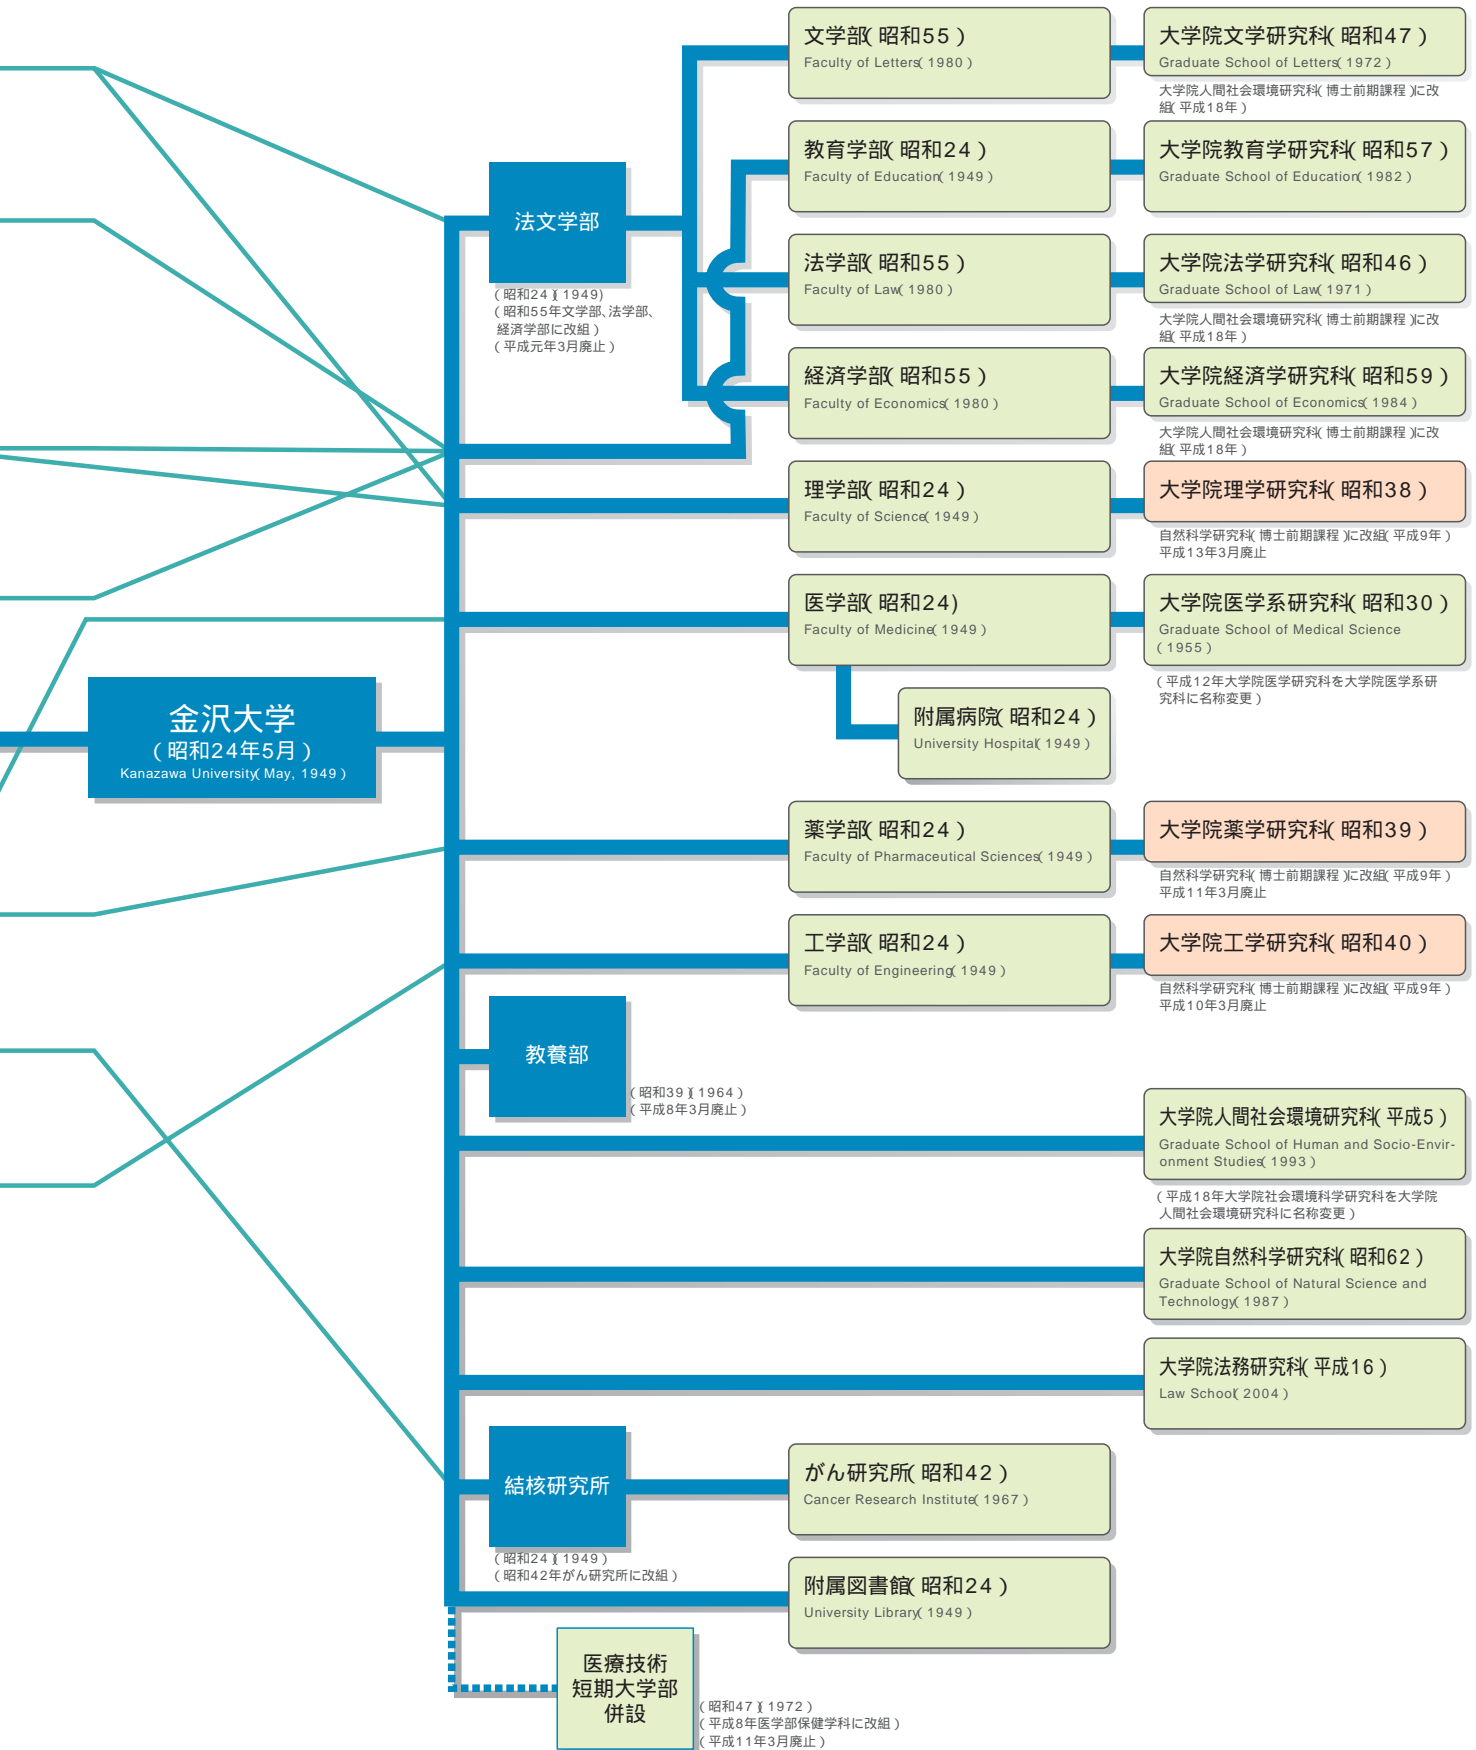 文学部(昭和55)
Faculty of Letters(1980)
大学院文学研究科(昭和47)
Graduate School of Letters(1972)
大学院人間社会環境研究科(博士前期課程)に改
組(平成18年)
教育学部(昭和24)
Faculty of Education(1949)
大学院教育学研究科(昭和57)
Graduate School of Education(1982)
法文学部
(昭和24)(1949)
(昭和55年文学部、法学部、
経済学部に改組)
(平成元年3月廃止)
法学部(昭和55)
Faculty of Law(1980)
大学院法学研究科(昭和46)
Graduate School of Law(1971)
大学院人間社会環境研究科(博士前期課程)に改
組(平成18年)
経済学部(昭和55)
Faculty of Economics(1980)
大学院経済学研究科(昭和59)
Graduate School of Economics(1984)
大学院人間社会環境研究科(博士前期課程)に改
組(平成18年)
理学部(昭和24)
Faculty of Science(1949)
大学院理学研究科(昭和38)
自然科学研究科(博士前期課程)に改組(平成9年)
平成13年3月廃止
医学部(昭和24)
Faculty of Medicine(1949)
大学院医学系研究科(昭和30)
Graduate School of Medical Science
(1955)
(平成12年大学院医学研究科を大学院医学系研
究科に名称変更)
附属病院(昭和24)
University Hospital(1949)
金沢大学
(昭和24年5月)
Kanazawa University(May, 1949)
薬学部(昭和24)
Faculty of Pharmaceutical Sciences(1949)
大学院薬学研究科(昭和39)
自然科学研究科(博士前期課程)に改組(平成9年)
平成11年3月廃止
工学部(昭和24)
Faculty of Engineering(1949)
大学院工学研究科(昭和40)
自然科学研究科(博士前期課程)に改組(平成9年)
平成10年3月廃止
教養部
(昭和39)(1964)
(平成8年3月廃止)
大学院人間社会環境研究科(平成5)
Graduate School of Human and Socio-Envir-
onment Studies(1993)
(平成18年大学院社会環境科学研究科を大学院
人間社会環境研究科に名称変更)
大学院自然科学研究科(昭和62)
Graduate School of Natural Science and
Technology(1987)
大学院法務研究科(平成16)
Law School(2004)
結核研究所
(昭和24)(1949)
(昭和42年がん研究所に改組)
がん研究所(昭和42)
Cancer Research Institute(1967)
附属図書館(昭和24)
University Library(1949)
医療技術
短期大学部
併設
(昭和47)(1972)
(平成8年医学部保健学科に改組)
(平成11年3月廃止)